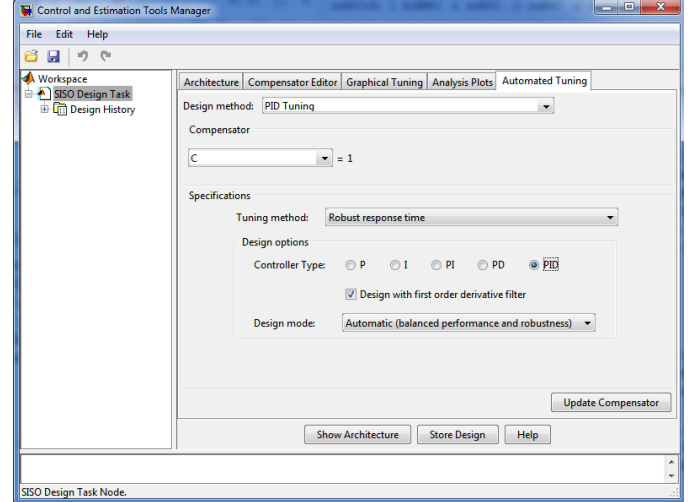 Control and Estimation Tools Manager
File Edit Help
Workspace
SISO Design Task
Design History
Architecture Compensator Editor Graphical Tuning Analysis Plots Automated Tuning
Design method: PID Tuning
Compensator
C = 1
Specifications
Tuning method: Robust response time
Design options
Controller Type: P I PI PD PID
Design with first order derivative filter
Design mode: Automatic (balanced performance and robustness)
Update Compensator
Show Architecture Store Design Help
SISO Design Task Node.